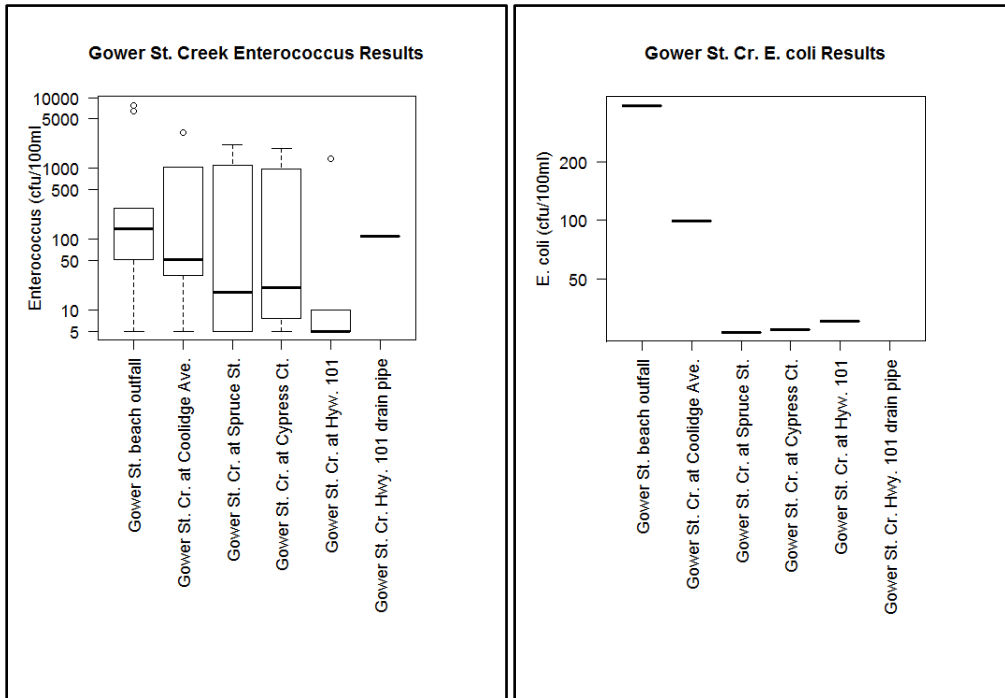 Gower St. Creek Enterococcus Results
Enterococcus (cfu/100ml)
10000
5000
1000
500
100
50
10
5
Gower St. beach outfall
Gower St. Cr. at Coolidge Ave.
Gower St. Cr. at Spruce St.
Gower St. Cr. at Cypress Ct.
Gower St. Cr. at Hyw. 101
Gower St. Cr. Hwy. 101 drain pipe
Gower St. Cr. E. coli Results
E. coli (cfu/100ml)
200
100
50
Gower St. beach outfall
Gower St. Cr. at Coolidge Ave.
Gower St. Cr. at Spruce St.
Gower St. Cr. at Cypress Ct.
Gower St. Cr. at Hyw. 101
Gower St. Cr. Hwy. 101 drain pipe